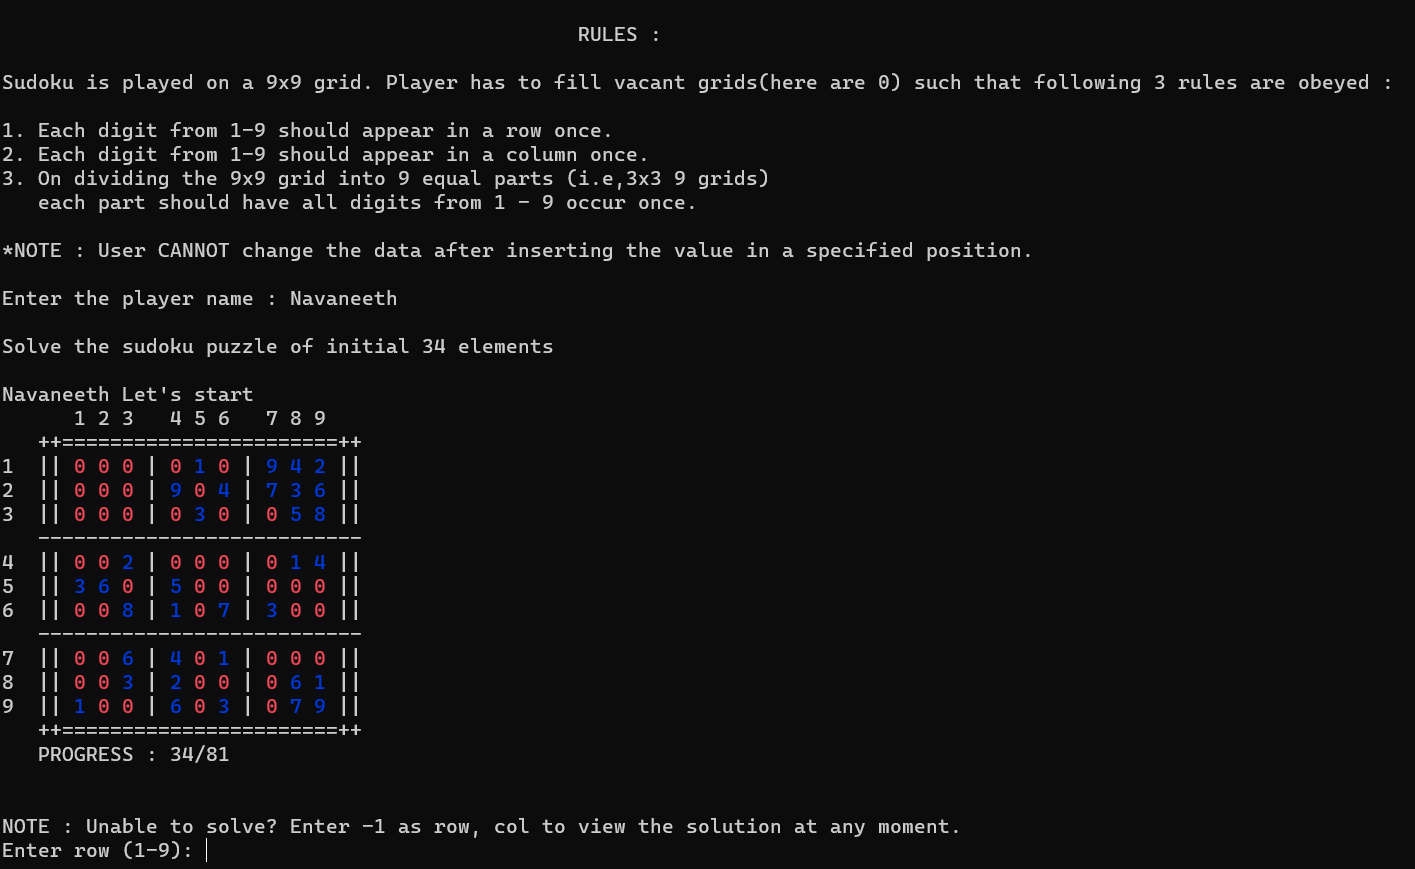 RULES :
Sudoku is played on a 9x9 grid. Player has to fill vacant grids(here are 0) such that following 3 rules are obeyed :
1. Each digit from 1-9 should appear in a row once.
2. Each digit from 1-9 should appear in a column once.
3. On dividing the 9x9 grid into 9 equal parts (i.e,3x3 9 grids)
each part should have all digits from 1 - 9 occur once.
*NOTE : User CANNOT change the data after inserting the value in a specified position.
Enter the player name : Navaneeth
Solve the sudoku puzzle of initial 34 elements
Navaneeth Let's start
1 2 3   4 5 6   7 8 9
++=======================++
1  || 0 0 0 | 0 1 0 | 9 4 2 ||
2  || 0 0 0 | 9 0 4 | 7 3 6 ||
3  || 0 0 0 | 0 3 0 | 0 5 8 ||
---------------------------
4  || 0 0 2 | 0 0 0 | 0 1 4 ||
5  || 3 6 0 | 5 0 0 | 0 0 0 ||
6  || 0 0 8 | 1 0 7 | 3 0 0 ||
---------------------------
7  || 0 0 6 | 4 0 1 | 0 0 0 ||
8  || 0 0 3 | 2 0 0 | 0 6 1 ||
9  || 1 0 0 | 6 0 3 | 0 7 9 ||
++=======================++
PROGRESS : 34/81
NOTE : Unable to solve? Enter -1 as row, col to view the solution at any moment.
Enter row (1-9):